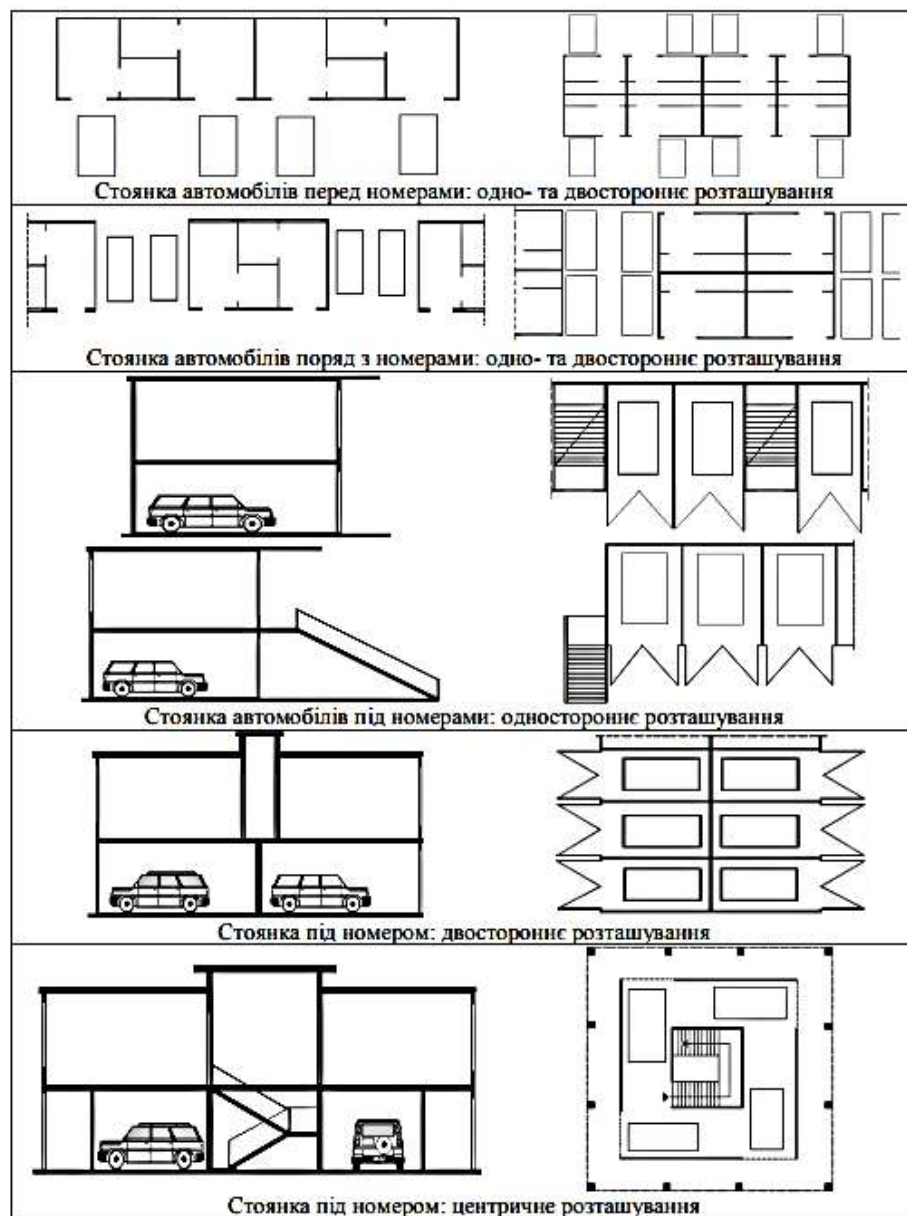 Стоянка автомобілів перед номерами: одно- та двостороннє розташування
Стоянка автомобілів поряд з номерами: одно- та двостороннє розташування
Стоянка автомобілів під номерами: одностороннє розташування
Стоянка під номером: двостороннє розташування
Стоянка під номером: центричне розташування